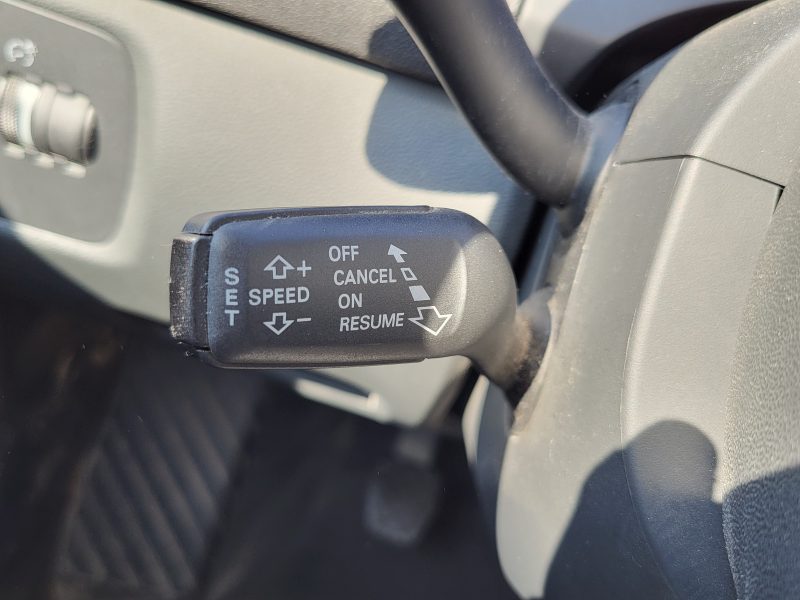 SET
SPEED
+
−
OFF
CANCEL
ON
RESUME